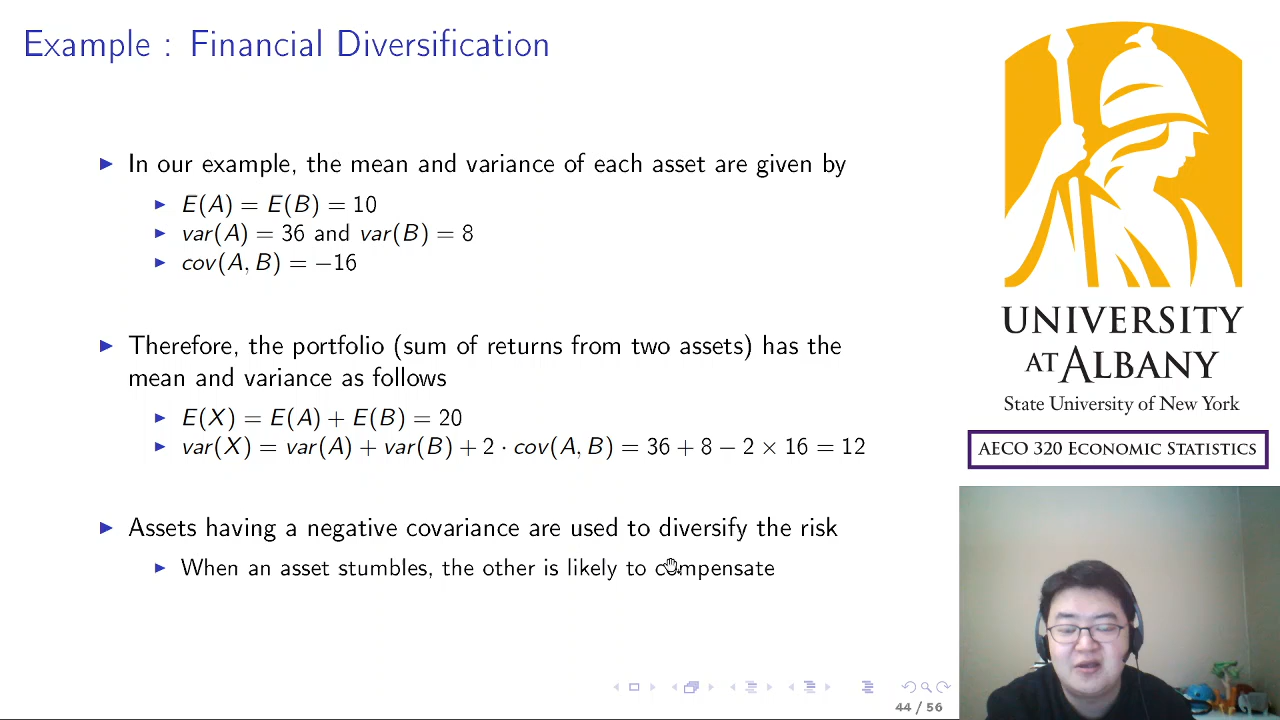 Example : Financial Diversification
▶ In our example, the mean and variance of each asset are given by
▶ E(A) = E(B) = 10
▶ var(A) = 36 and var(B) = 8
▶ cov(A, B) = −16
▶ Therefore, the portfolio (sum of returns from two assets) has the
mean and variance as follows
▶ E(X) = E(A) + E(B) = 20
▶ var(X) = var(A) + var(B) + 2 · cov(A, B) = 36 + 8 − 2 × 16 = 12
▶ Assets having a negative covariance are used to diversify the risk
▶ When an asset stumbles, the other is likely to compensate
44 / 56
UNIVERSITY
AT ALBANY
State University of New York
AECO 320 ECONOMIC STATISTICS